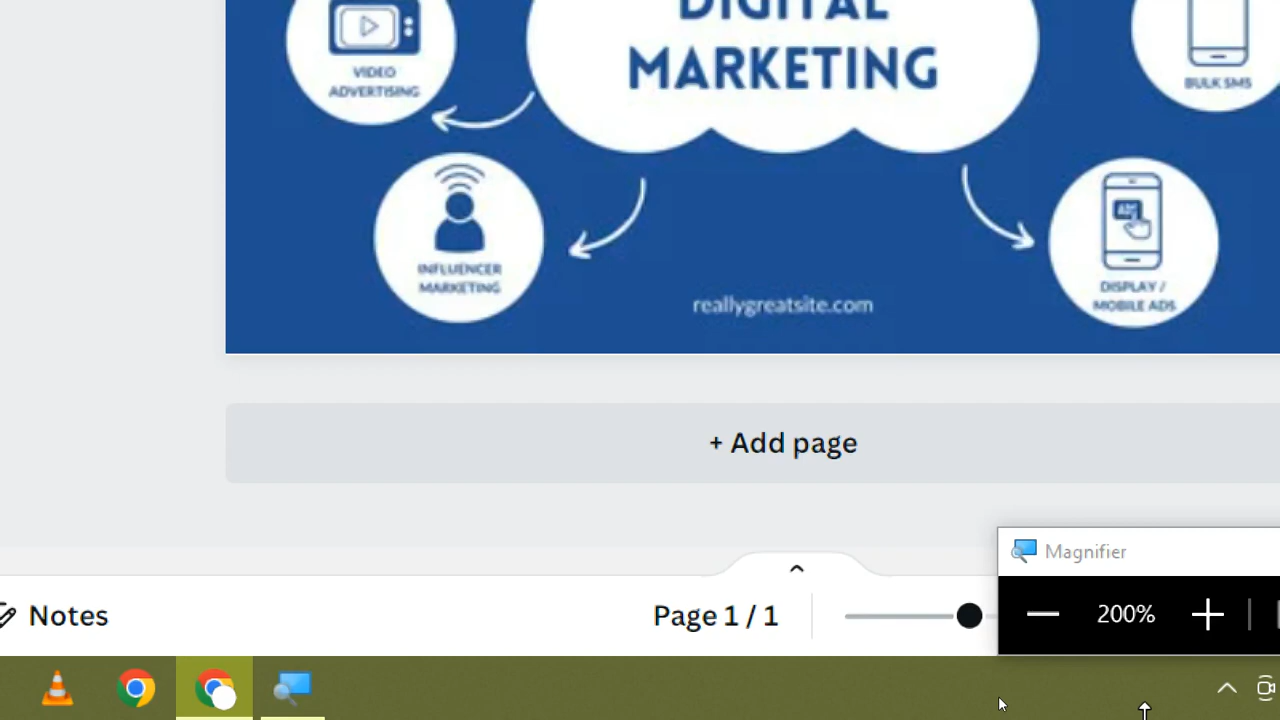 DIGITAL
MARKETING
VIDEO
ADVERTISING
BULK SMS
INFLUENCER
MARKETING
ADS
DISPLAY /
MOBILE ADS
reallygreatsite.com
+ Add page
Magnifier
Notes
Page 1 / 1
200%